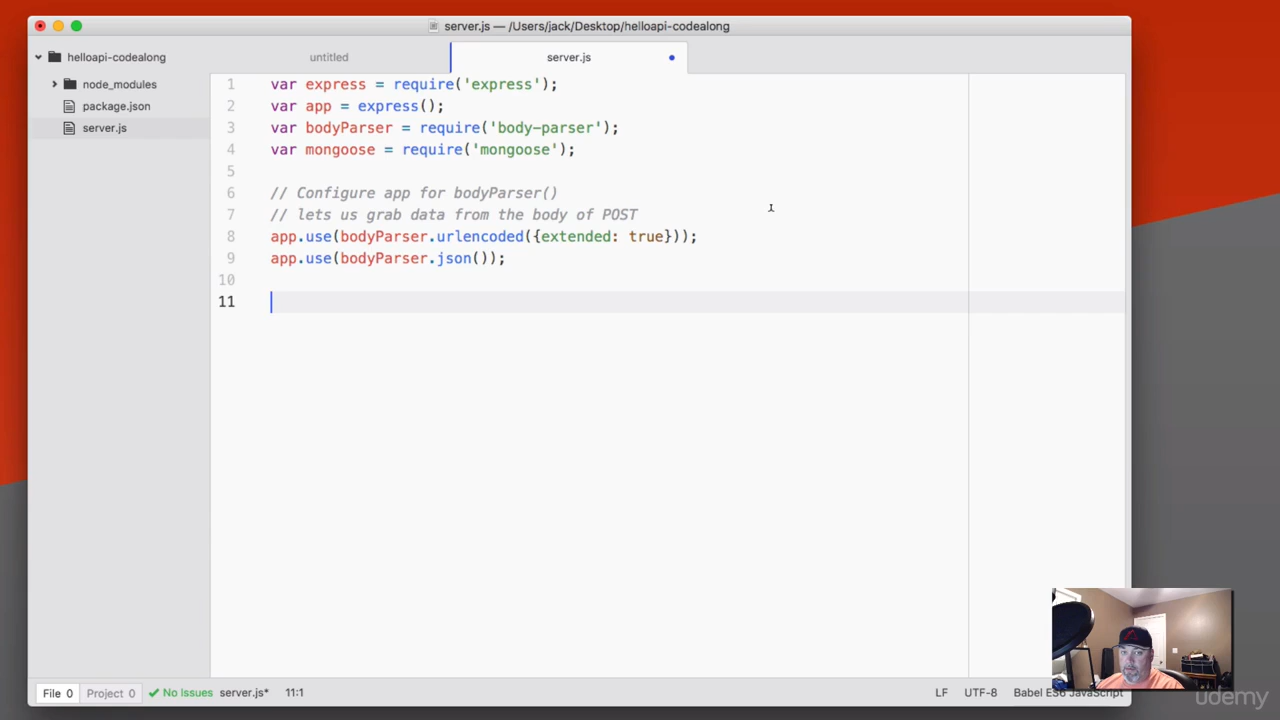 server.js — /Users/jack/Desktop/helloapi-codealong
helloapi-codealong
node_modules
package.json
server.js
untitled
server.js
1 var express = require('express');
2 var app = express();
3 var bodyParser = require('body-parser');
4 var mongoose = require('mongoose');
5
6 // Configure app for bodyParser()
7 // lets us grab data from the body of POST
8 app.use(bodyParser.urlencoded({extended: true}));
9 app.use(bodyParser.json());
10
11
File 0 Project 0 No Issues server.js* 11:1 LF UTF-8 Babel ES6 JavaScript
udemy